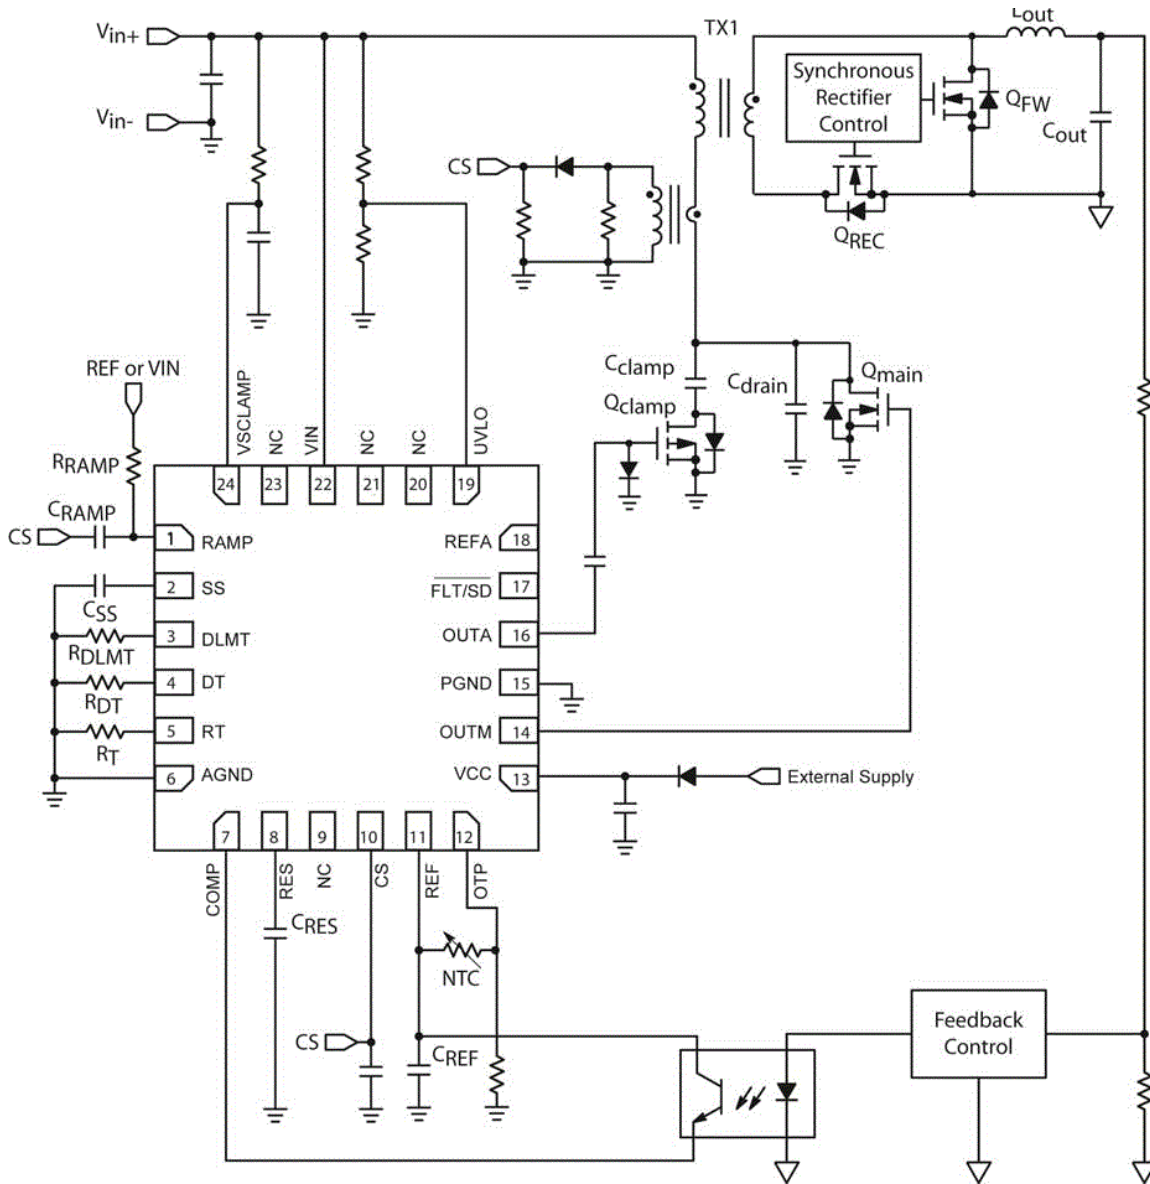 Lout
Vin+
TX1
Vin-
Synchronous
Rectifier
Control
QFW
Cout
CS
QREC
REF or VIN
Cclamp
Cdrain
Qmain
Qclamp
VSCLAMP
NC
VIN
NC
NC
UVLO
RRAMP
24
23
22
21
20
19
CRAMP
CS
1
RAMP
REFA
18
2
SS
FLT/SD
17
CSS
3
DLMT
OUTA
16
RDLMT
4
DT
PGND
15
RDT
5
RT
OUTM
14
RT
6
AGND
VCC
13
External Supply
7
8
9
10
11
12
COMP
RES
NC
CS
REF
OTP
CRES
NTC
CS
CREF
Feedback
Control